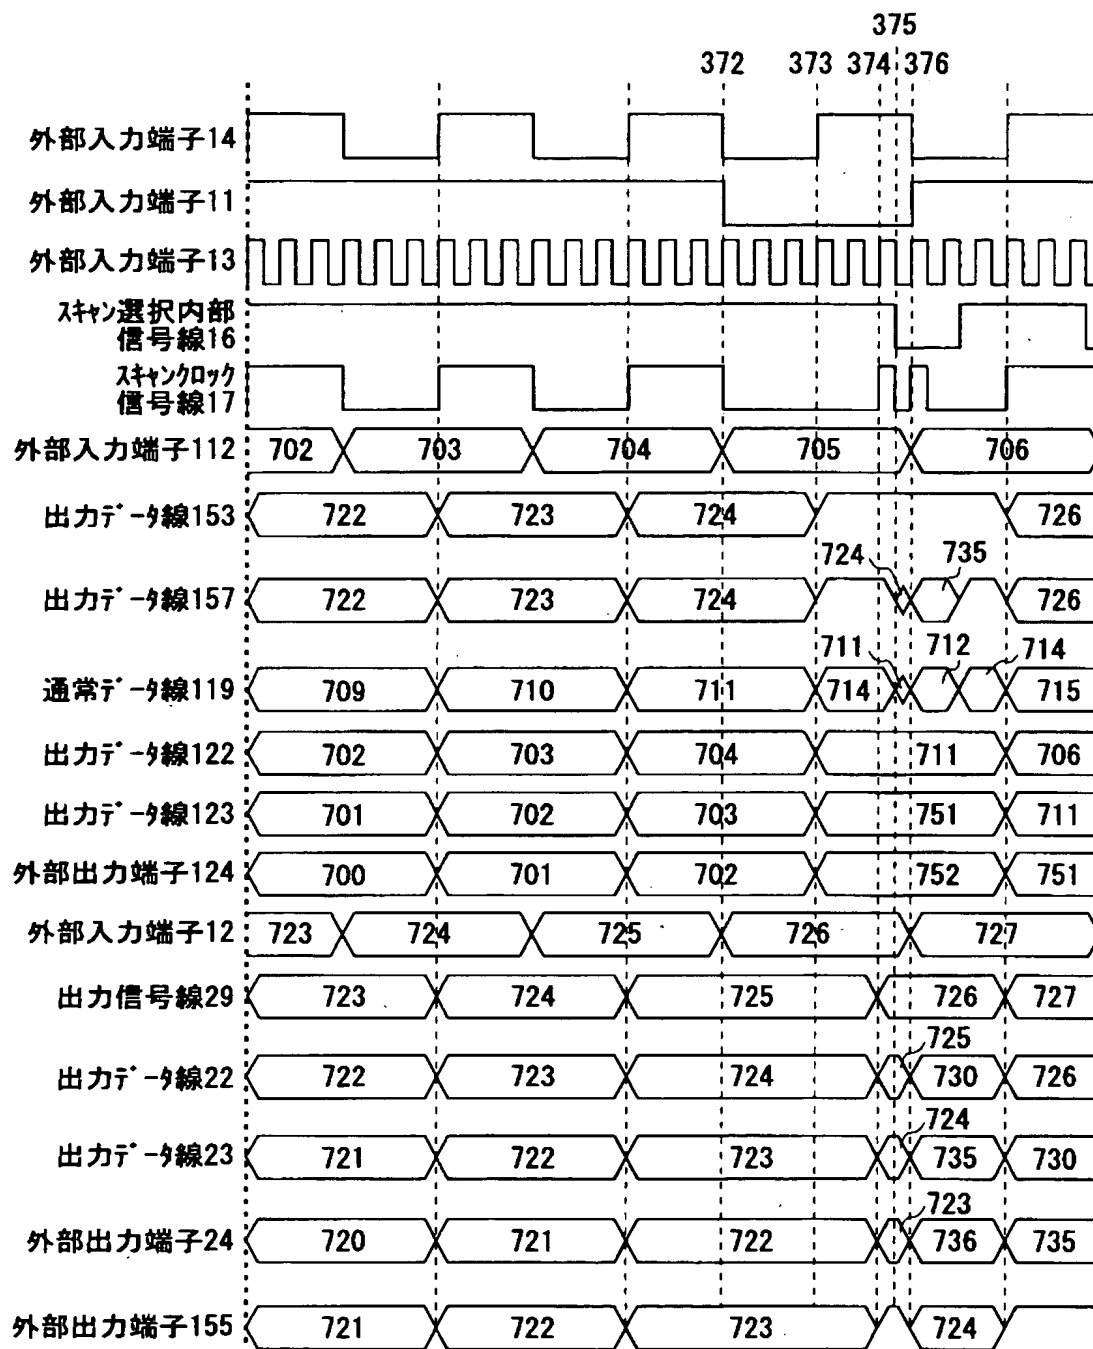 375
372 373 374 376
外部入力端子14
外部入力端子11
外部入力端子13
スキャン選択内部
信号線16
スキャンクロック
信号線17
外部入力端子112 702 703 704 705 706
出力データ線153 722 723 724 726
724 735
出力データ線157 722 723 724 726
711 712 714
通常データ線119 709 710 711 714 715
出力データ線122 702 703 704 711 706
出力データ線123 701 702 703 751 711
外部出力端子124 700 701 702 752 751
外部入力端子12 723 724 725 726 727
出力信号線29 723 724 725 726 727
725
出力データ線22 722 723 724 730 726
724
出力データ線23 721 722 723 735 730
723
外部出力端子24 720 721 722 736 735
外部出力端子155 721 722 723 724